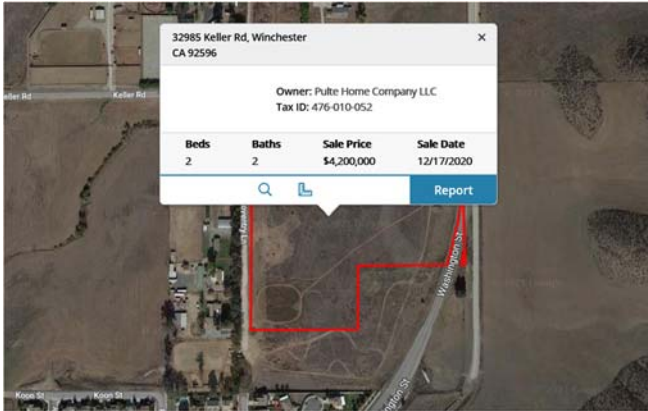 32985 Keller Rd, Winchester
CA 92596
×
Owner: Pulte Home Company LLC
Tax ID: 476-010-052
Beds Baths Sale Price Sale Date
2 2 $4,200,000 12/17/2020
Report
eller Rd Keller Rd
Washington St
Koon St Koon St
ngton St